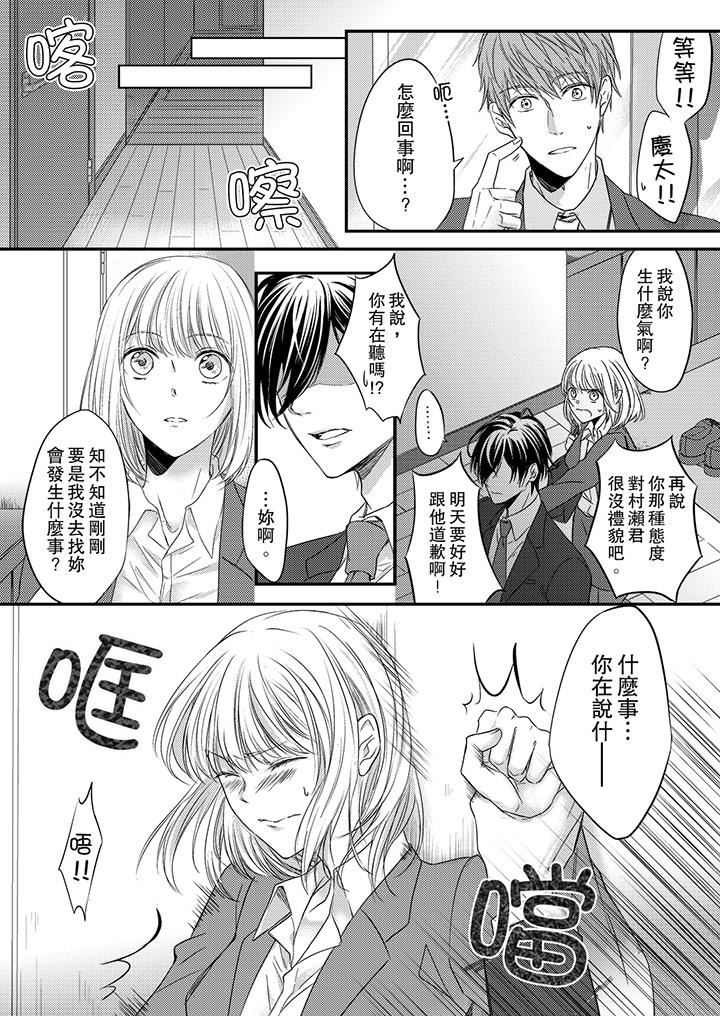 等等!!
慶太!!
呃…
怎麼回事啊…?
喀
嚓
我說你
生什麼氣啊?
再說
你那種態度
對村瀨君
很沒禮貌吧。
明天要好好
跟他道歉啊!
……
我說，
你有在聽嗎!?
…妳啊。
知不知道剛剛
要是我沒去找妳
會發生什麼事?
什麼事…
你在說什──
哐
噹
唔!!